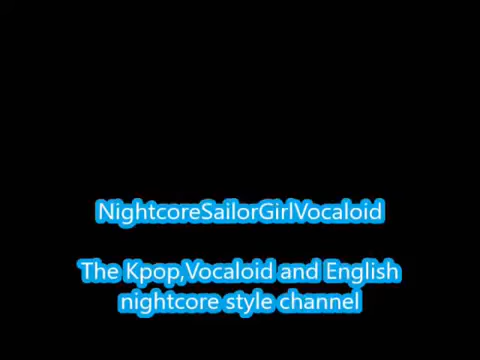 NightcoreSailorGirlVocaloid
The Kpop,Vocaloid and English
nightcore style channel